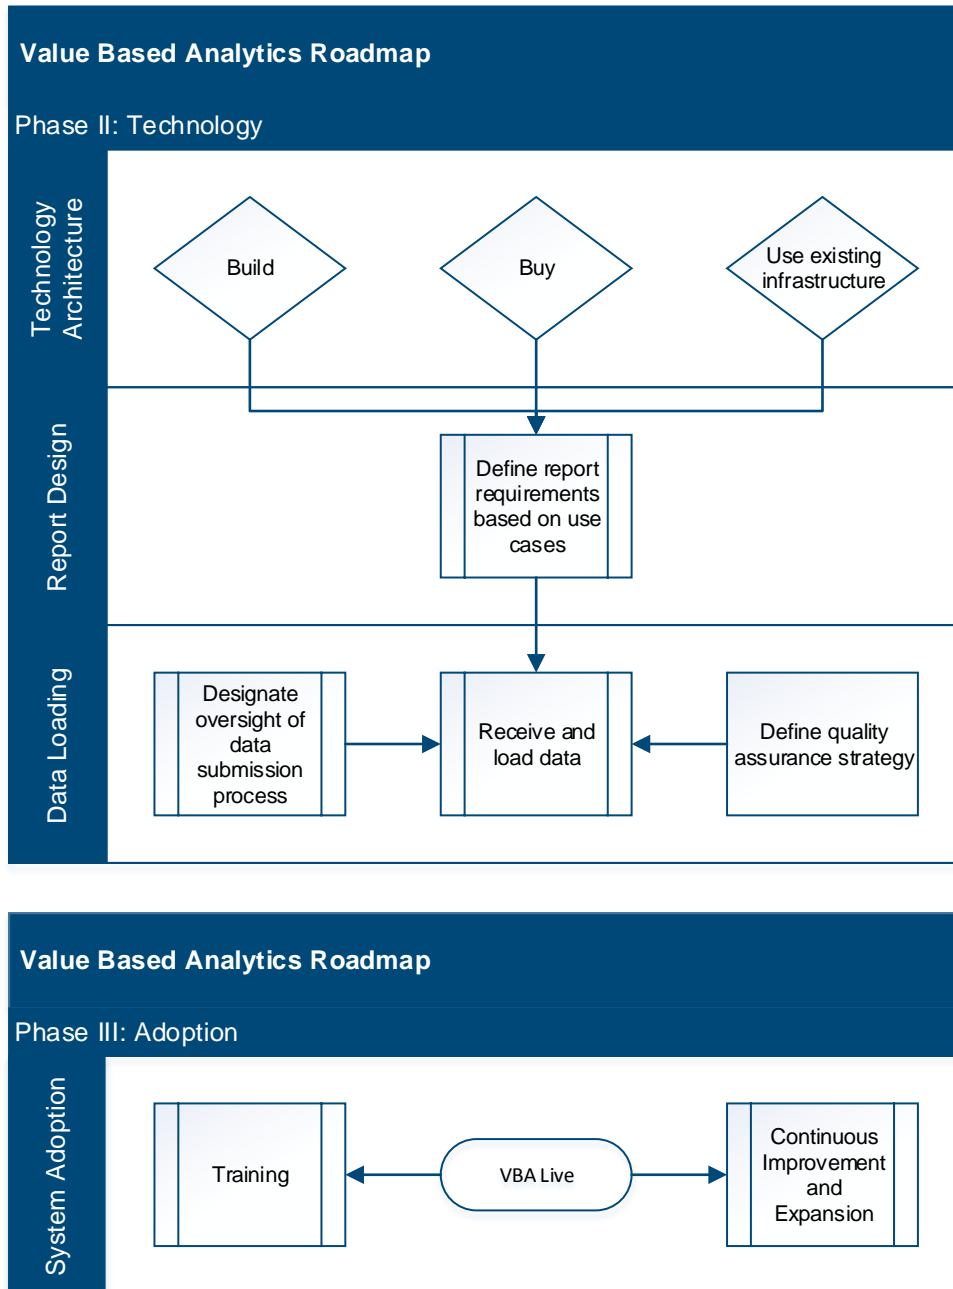 Value Based Analytics Roadmap
Phase II: Technology
Technology
Architecture
Build
Buy
Use existing
infrastructure
Report Design
Define report
requirements
based on use
cases
Data Loading
Designate
oversight of
data
submission
process
Receive and
load data
Define quality
assurance strategy
Value Based Analytics Roadmap
Phase III: Adoption
System Adoption
Training
VBA Live
Continuous
Improvement
and
Expansion